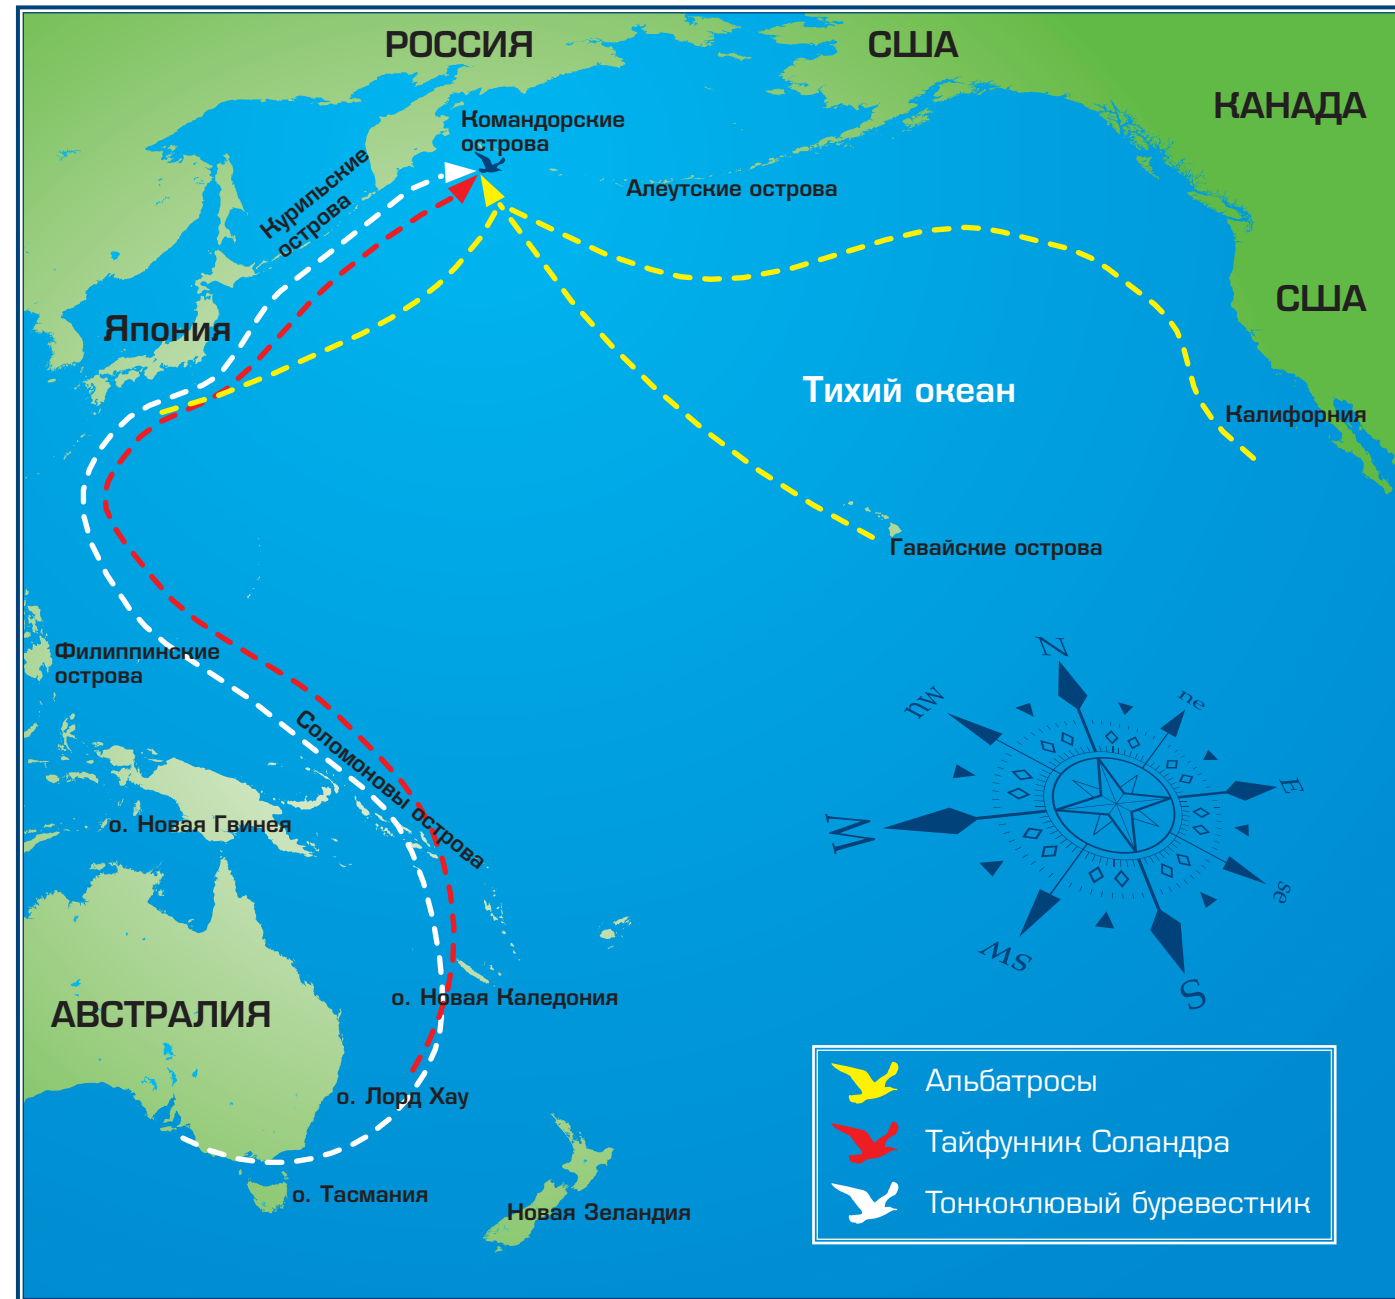 РОССИЯ
США
КАНАДА
Командорские
острова
Алеутские острова
Курильские
острова
США
Япония
Тихий океан
Калифорния
Гавайские острова
Филиппинские
острова
Соломоновы острова
о. Новая Гвинея
N
ne
E
se
S
sw
W
nw
АВСТРАЛИЯ
о. Новая Каледония
о. Лорд Хау
о. Тасмания
Новая Зеландия
Альбатросы
Тайфунник Соландра
Тонкоклювый буревестник